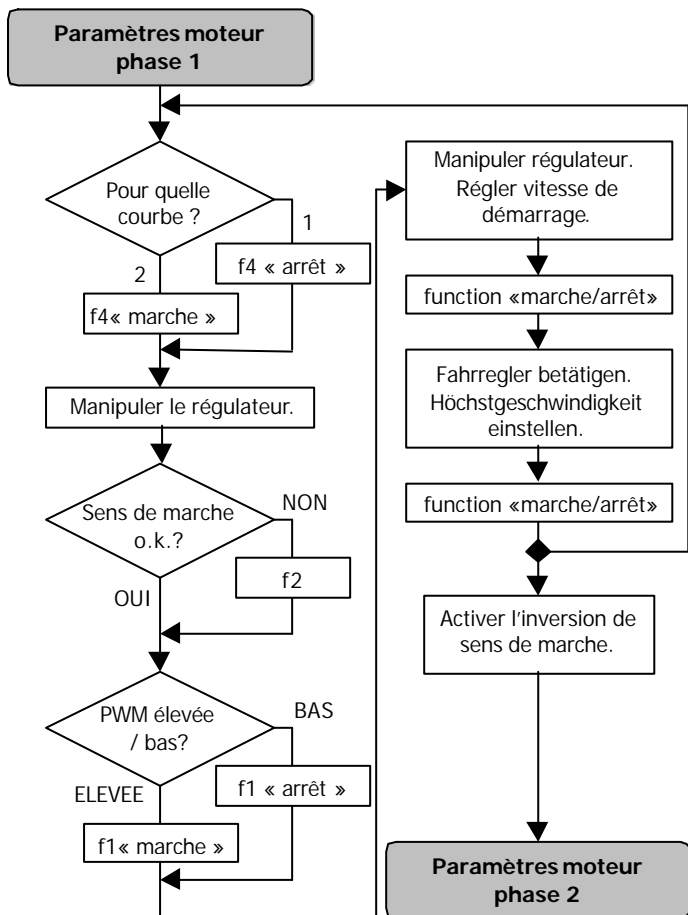 Paramètres moteur
phase 1
Pour quelle
courbe ?
1
f4 « arrêt »
2
f4« marche »
Manipuler le régulateur.
Sens de marche
o.k.?
NON
f2
OUI
PWM élevée
/ bas?
BAS
f1 « arrêt »
ELEVEE
f1« marche »
Manipuler régulateur.
Régler vitesse de
démarrage.
function «marche/arrêt»
Fahrregler betätigen.
Höchstgeschwindigkeit
einstellen.
function «marche/arrêt»
Activer l'inversion de
sens de marche.
Paramètres moteur
phase 2